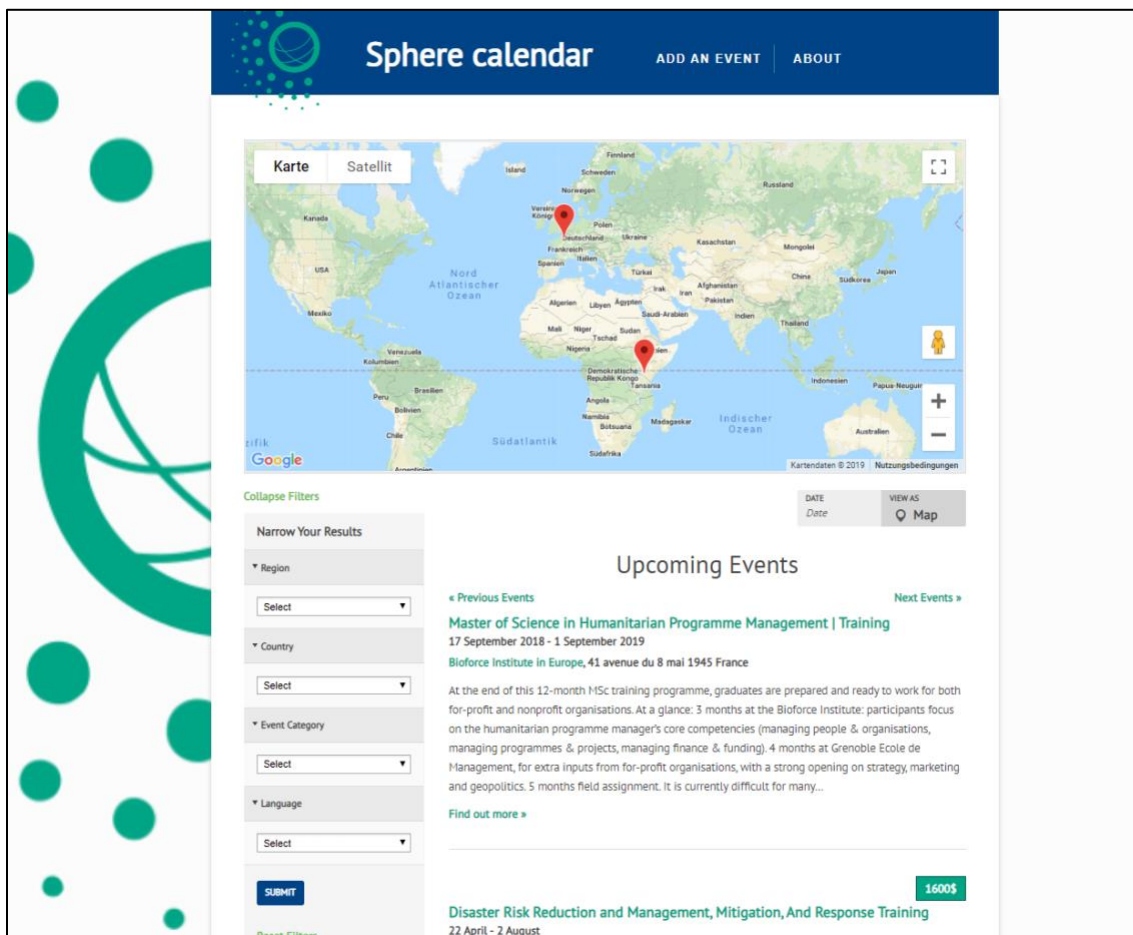 Sphere calendar
ADD AN EVENT
ABOUT
Karte
Satellit
Finnland
Island
Schweden
Russland
Norwegen
Kanada
Polen
Deutschland
Ukraine
Kasachstan
Mongolei
Frankreich
Italien
Spanien
USA
Nord
Atlantischer
Ozean
Türkei
China
Japan
Südkorea
Irak
Iran
Afghanistan
Pakistan
Algerien
Libyen
Ägypten
Saudi-Arabien
Indien
Mexiko
Thailand
Mali
Niger
Sudan
Tschad
Nigeria
Venezuela
Kolumbien
Demokratische
Republik Kongo
Tansania
Indonesien
Papua-Neuguin
Brasilien
Peru
Angola
Bolivien
Namibia
Botsuana
Madagaskar
Indischer
Ozean
Chile
Australien
Südatlantik
Südafrika
Google
Argentinien
Kartendaten © 2019
Nutzungsbedingungen
Collapse Filters
DATE
Date
VIEW AS
Map
Narrow Your Results
Region
Select
Country
Select
Event Category
Select
Language
Select
SUBMIT
Reset Filters
Upcoming Events
« Previous Events
Next Events »
Master of Science in Humanitarian Programme Management | Training
17 September 2018 - 1 September 2019
Bioforce Institute in Europe, 41 avenue du 8 mai 1945 France
At the end of this 12-month MSc training programme, graduates are prepared and ready to work for both
for-profit and nonprofit organisations. At a glance: 3 months at the Bioforce Institute: participants focus
on the humanitarian programme manager's core competencies (managing people & organisations,
managing programmes & projects, managing finance & funding). 4 months at Grenoble Ecole de
Management, for extra inputs from for-profit organisations, with a strong opening on strategy, marketing
and geopolitics. 5 months field assignment. It is currently difficult for many...
Find out more »
1600$
Disaster Risk Reduction and Management, Mitigation, And Response Training
22 April - 2 August